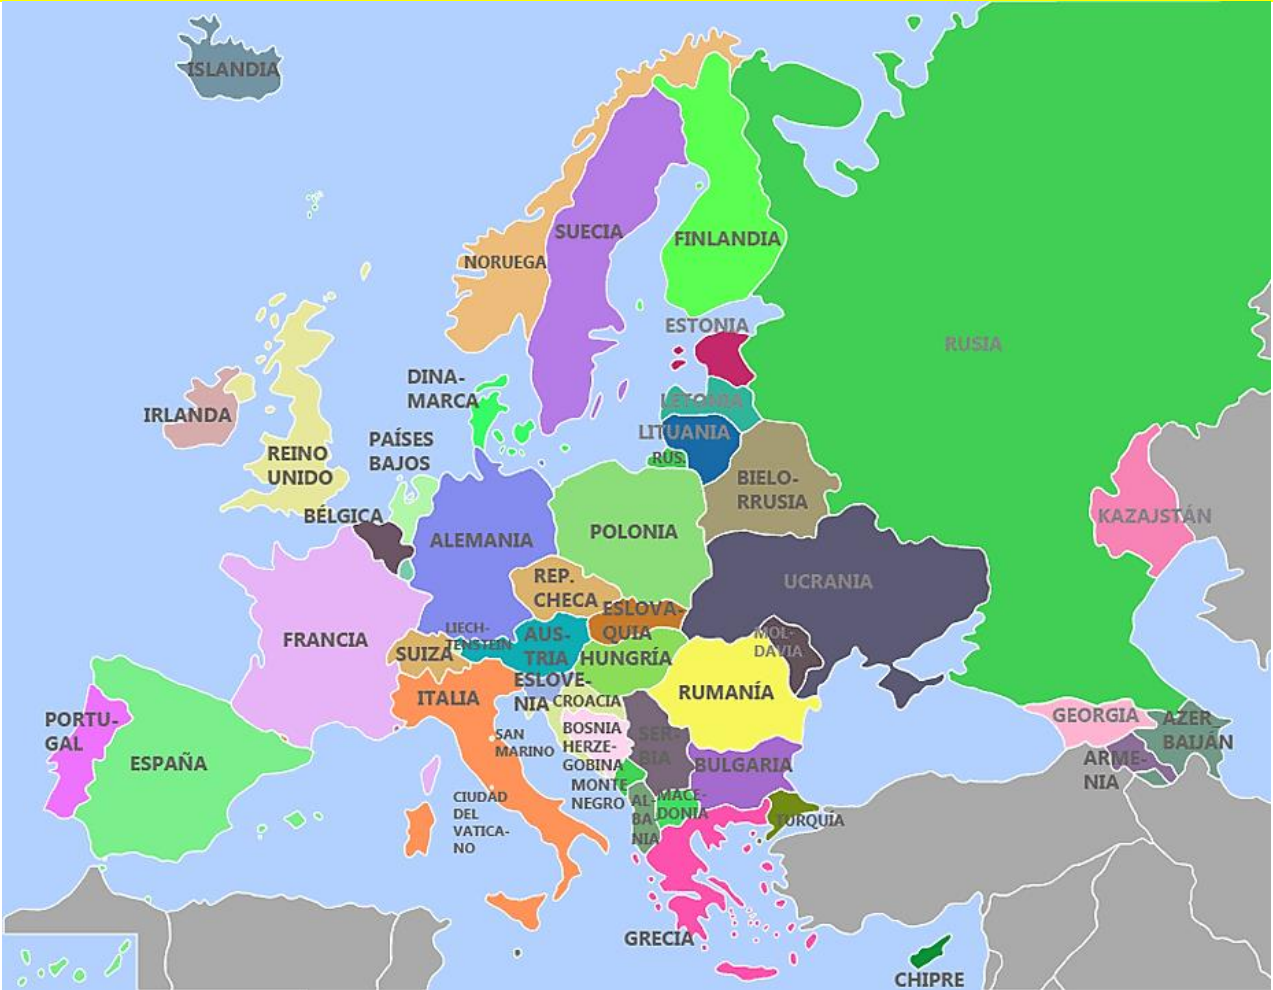 ISLANDIA
SUECIA
FINLANDIA
NORUEGA
ESTONIA
RUSIA
DINA-
MARCA
LETONIA
IRLANDA
LITUANIA
PAÍSES
BAJOS
RUS.
REINO
UNIDO
BIELO-
RRUSIA
BÉLGICA
KAZAJSTÁN
ALEMANIA
POLONIA
REP.
CHECA
UCRANIA
ESLOVA-
QUIA
FRANCIA
LIECH-
TENSTEIN
AUS-
TRIA
MOL-
DAVIA
SUIZA
HUNGRÍA
ESLOVE-
NIA
CROACIA
ITALIA
RUMANÍA
PORTU-
GAL
GEORGIA
AZER
BAIJÁN
SAN
MARINO
BOSNIA
HERZE-
GOBINA
SER-
BIA
ESPAÑA
BULGARIA
ARME-
NIA
MONTE
NEGRO
CIUDAD
DEL
VATICA-
NO
AL-
BA-
NIA
MACE-
DONIA
TURQUÍA
GRECIA
CHIPRE